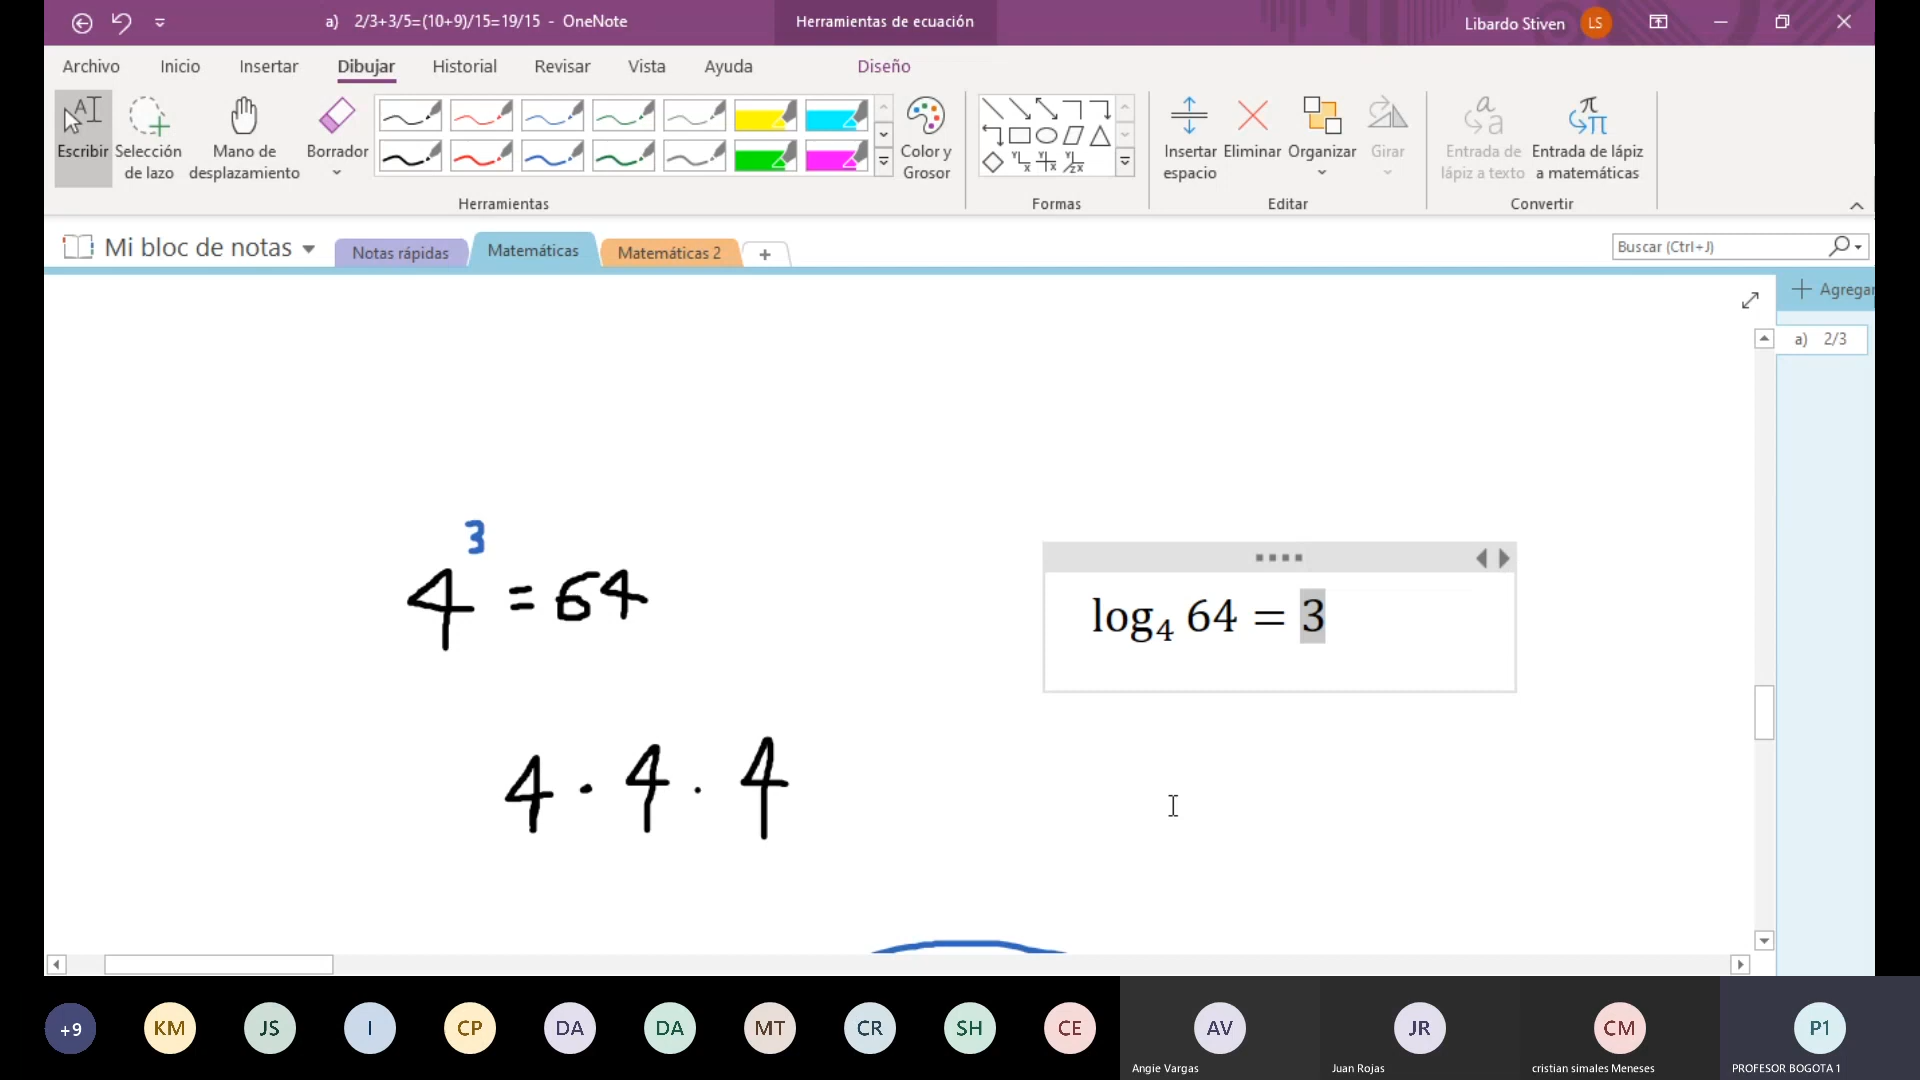 a) 2/3+3/5=(10+9)/15=19/15 - OneNote
Herramientas de ecuación
Libardo Stiven
LS
Archivo
Inicio
Insertar
Dibujar
Historial
Revisar
Vista
Ayuda
Diseño
Escribir
Selección de lazo
Mano de desplazamiento
Borrador
Color y Grosor
Insertar espacio
Eliminar
Organizar
Girar
Entrada de lápiz a texto
Entrada de lápiz a matemáticas
Herramientas
Formas
Editar
Convertir
Mi bloc de notas
Notas rápidas
Matemáticas
Matemáticas 2
Buscar (Ctrl+J)
Agregar
a) 2/3
4³ = 64
log₄ 64 = 3
4 · 4 · 4
+9
KM
JS
I
CP
DA
DA
MT
CR
SH
CE
AV
JR
CM
P1
Angie Vargas
Juan Rojas
cristian simales Meneses
PROFESOR BOGOTA 1